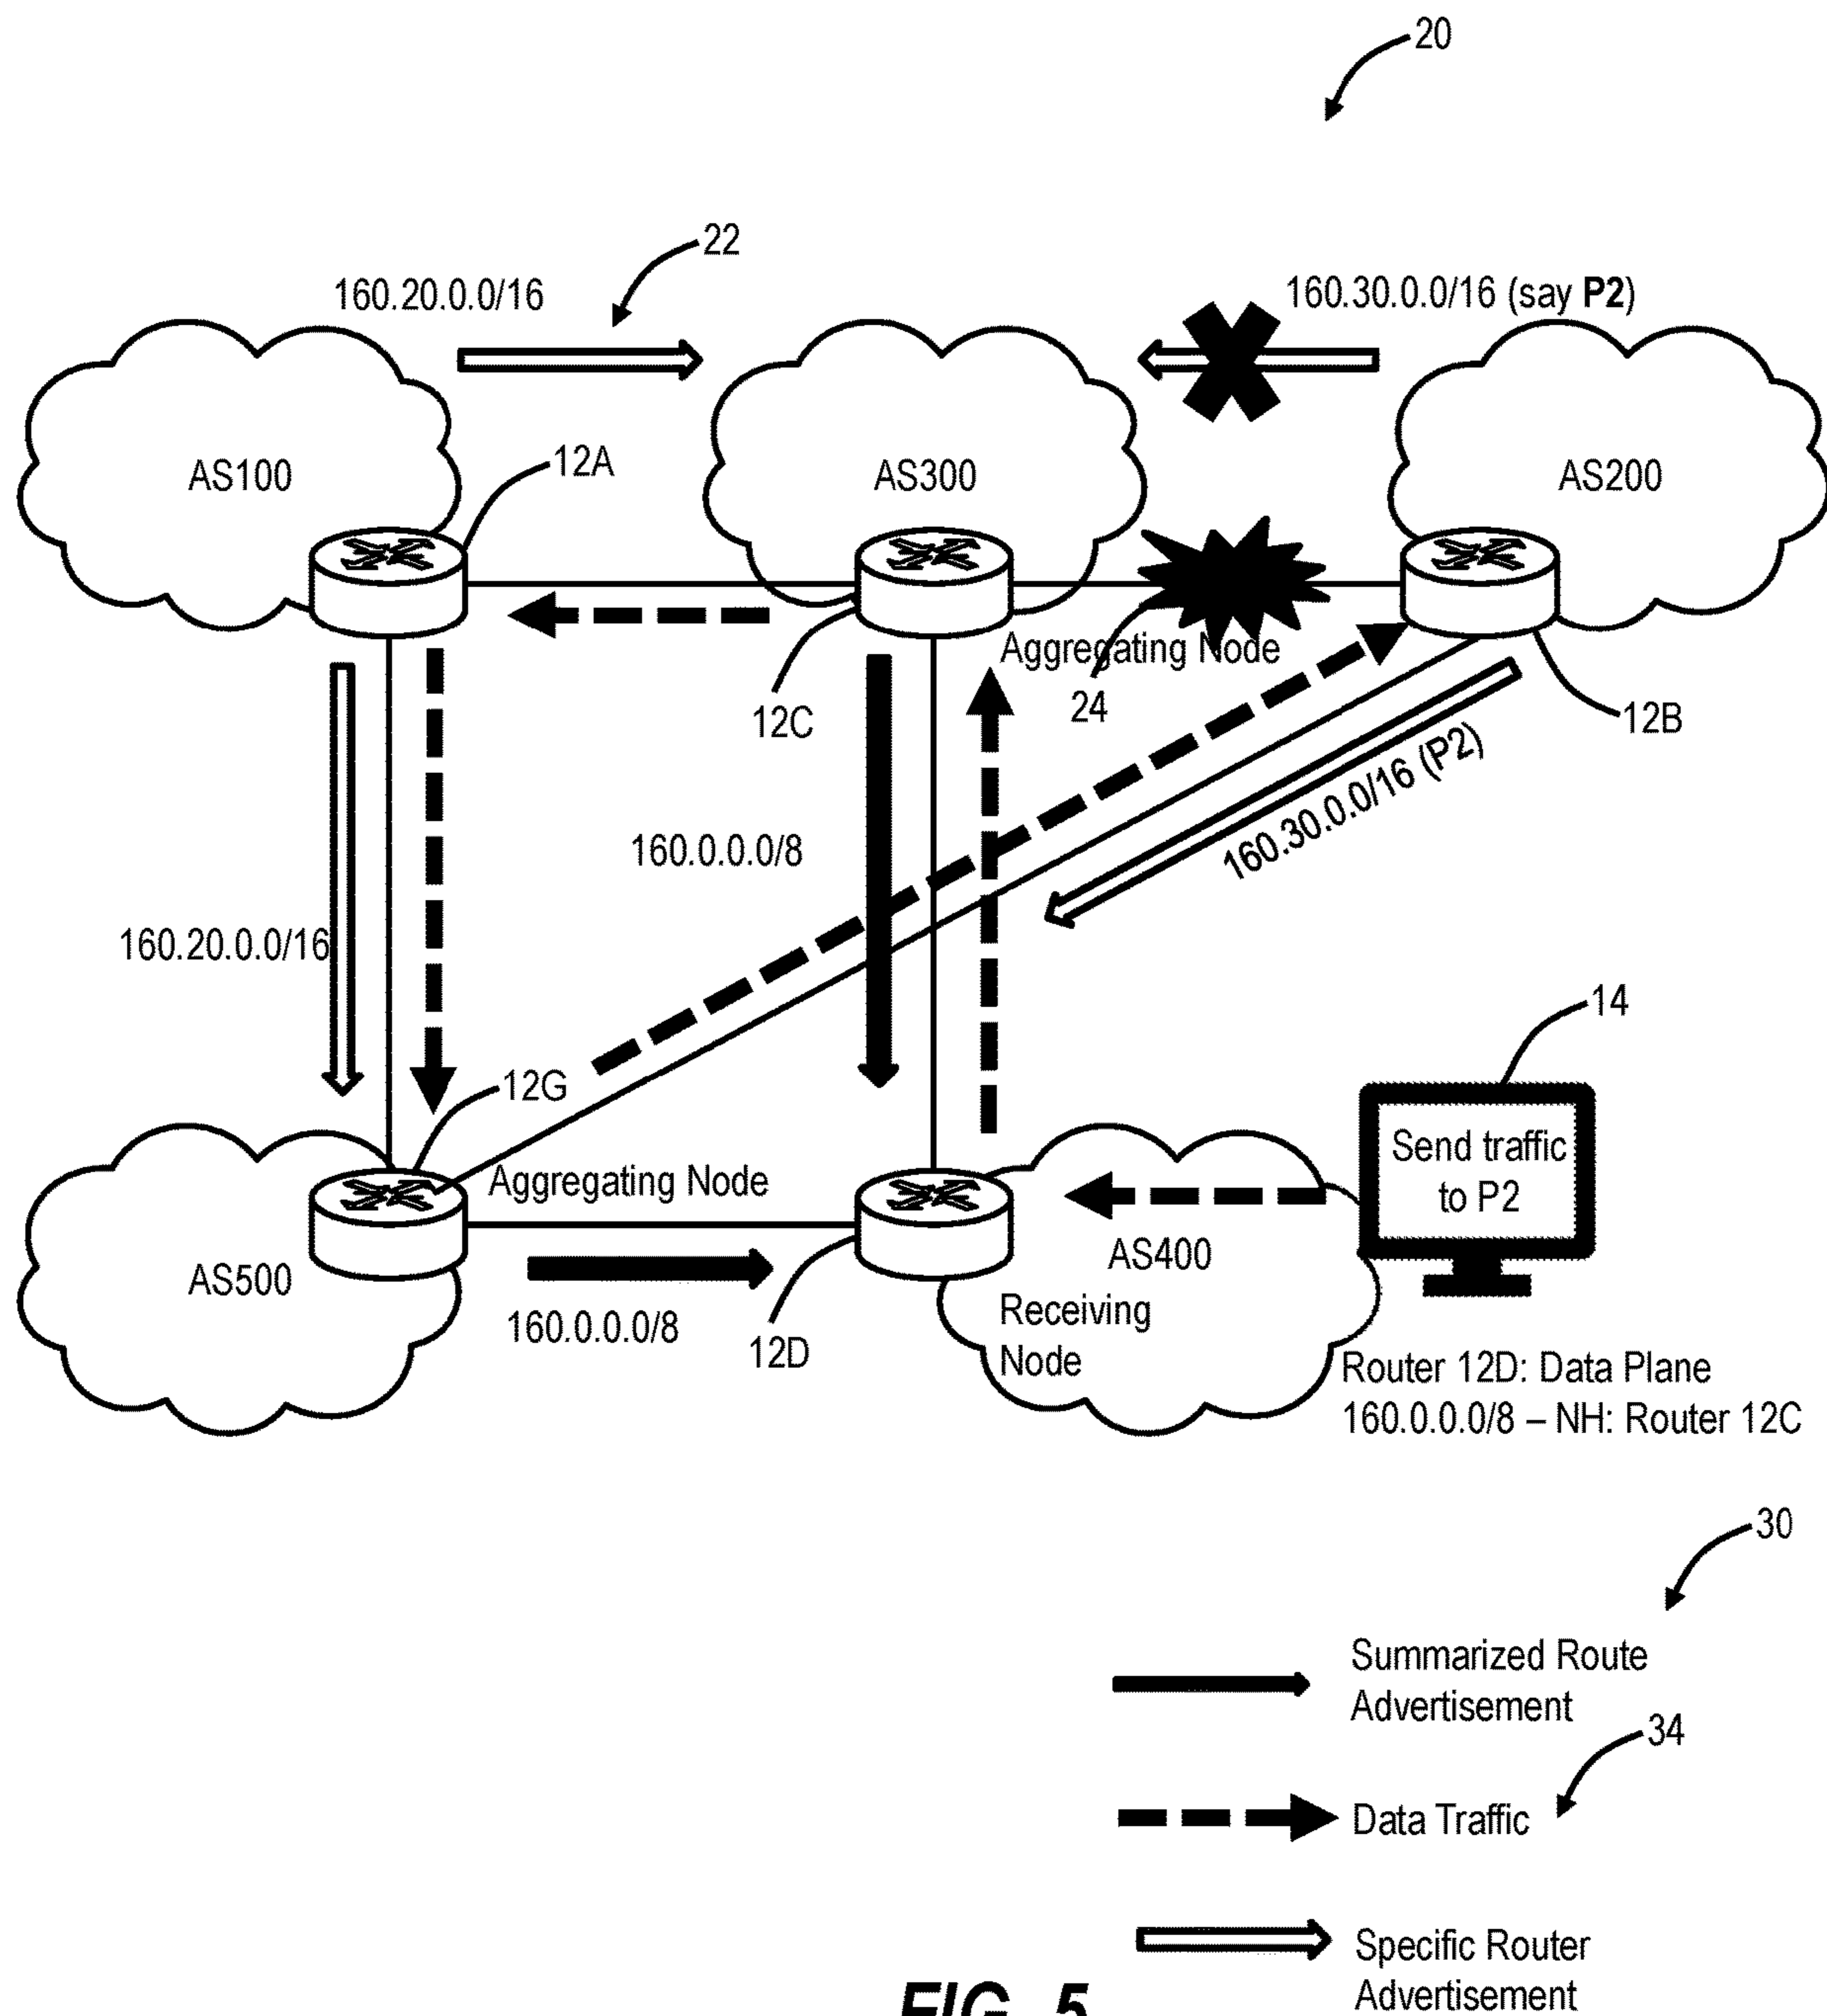 20
22
160.20.0.0/16
160.30.0.0/16 (say P2)
AS100
12A
AS300
AS200
Aggregating Node
12C
24
12B
160.30.0.0/16 (P2)
160.0.0.0/8
160.20.0.0/16
14
12G
Send traffic
to P2
Aggregating Node
AS500
AS400
160.0.0.0/8
12D
Receiving
Node
Router 12D: Data Plane
160.0.0.0/8 – NH: Router 12C
30
Summarized Route
Advertisement
34
Data Traffic
Specific Router
Advertisement
FIG. 5